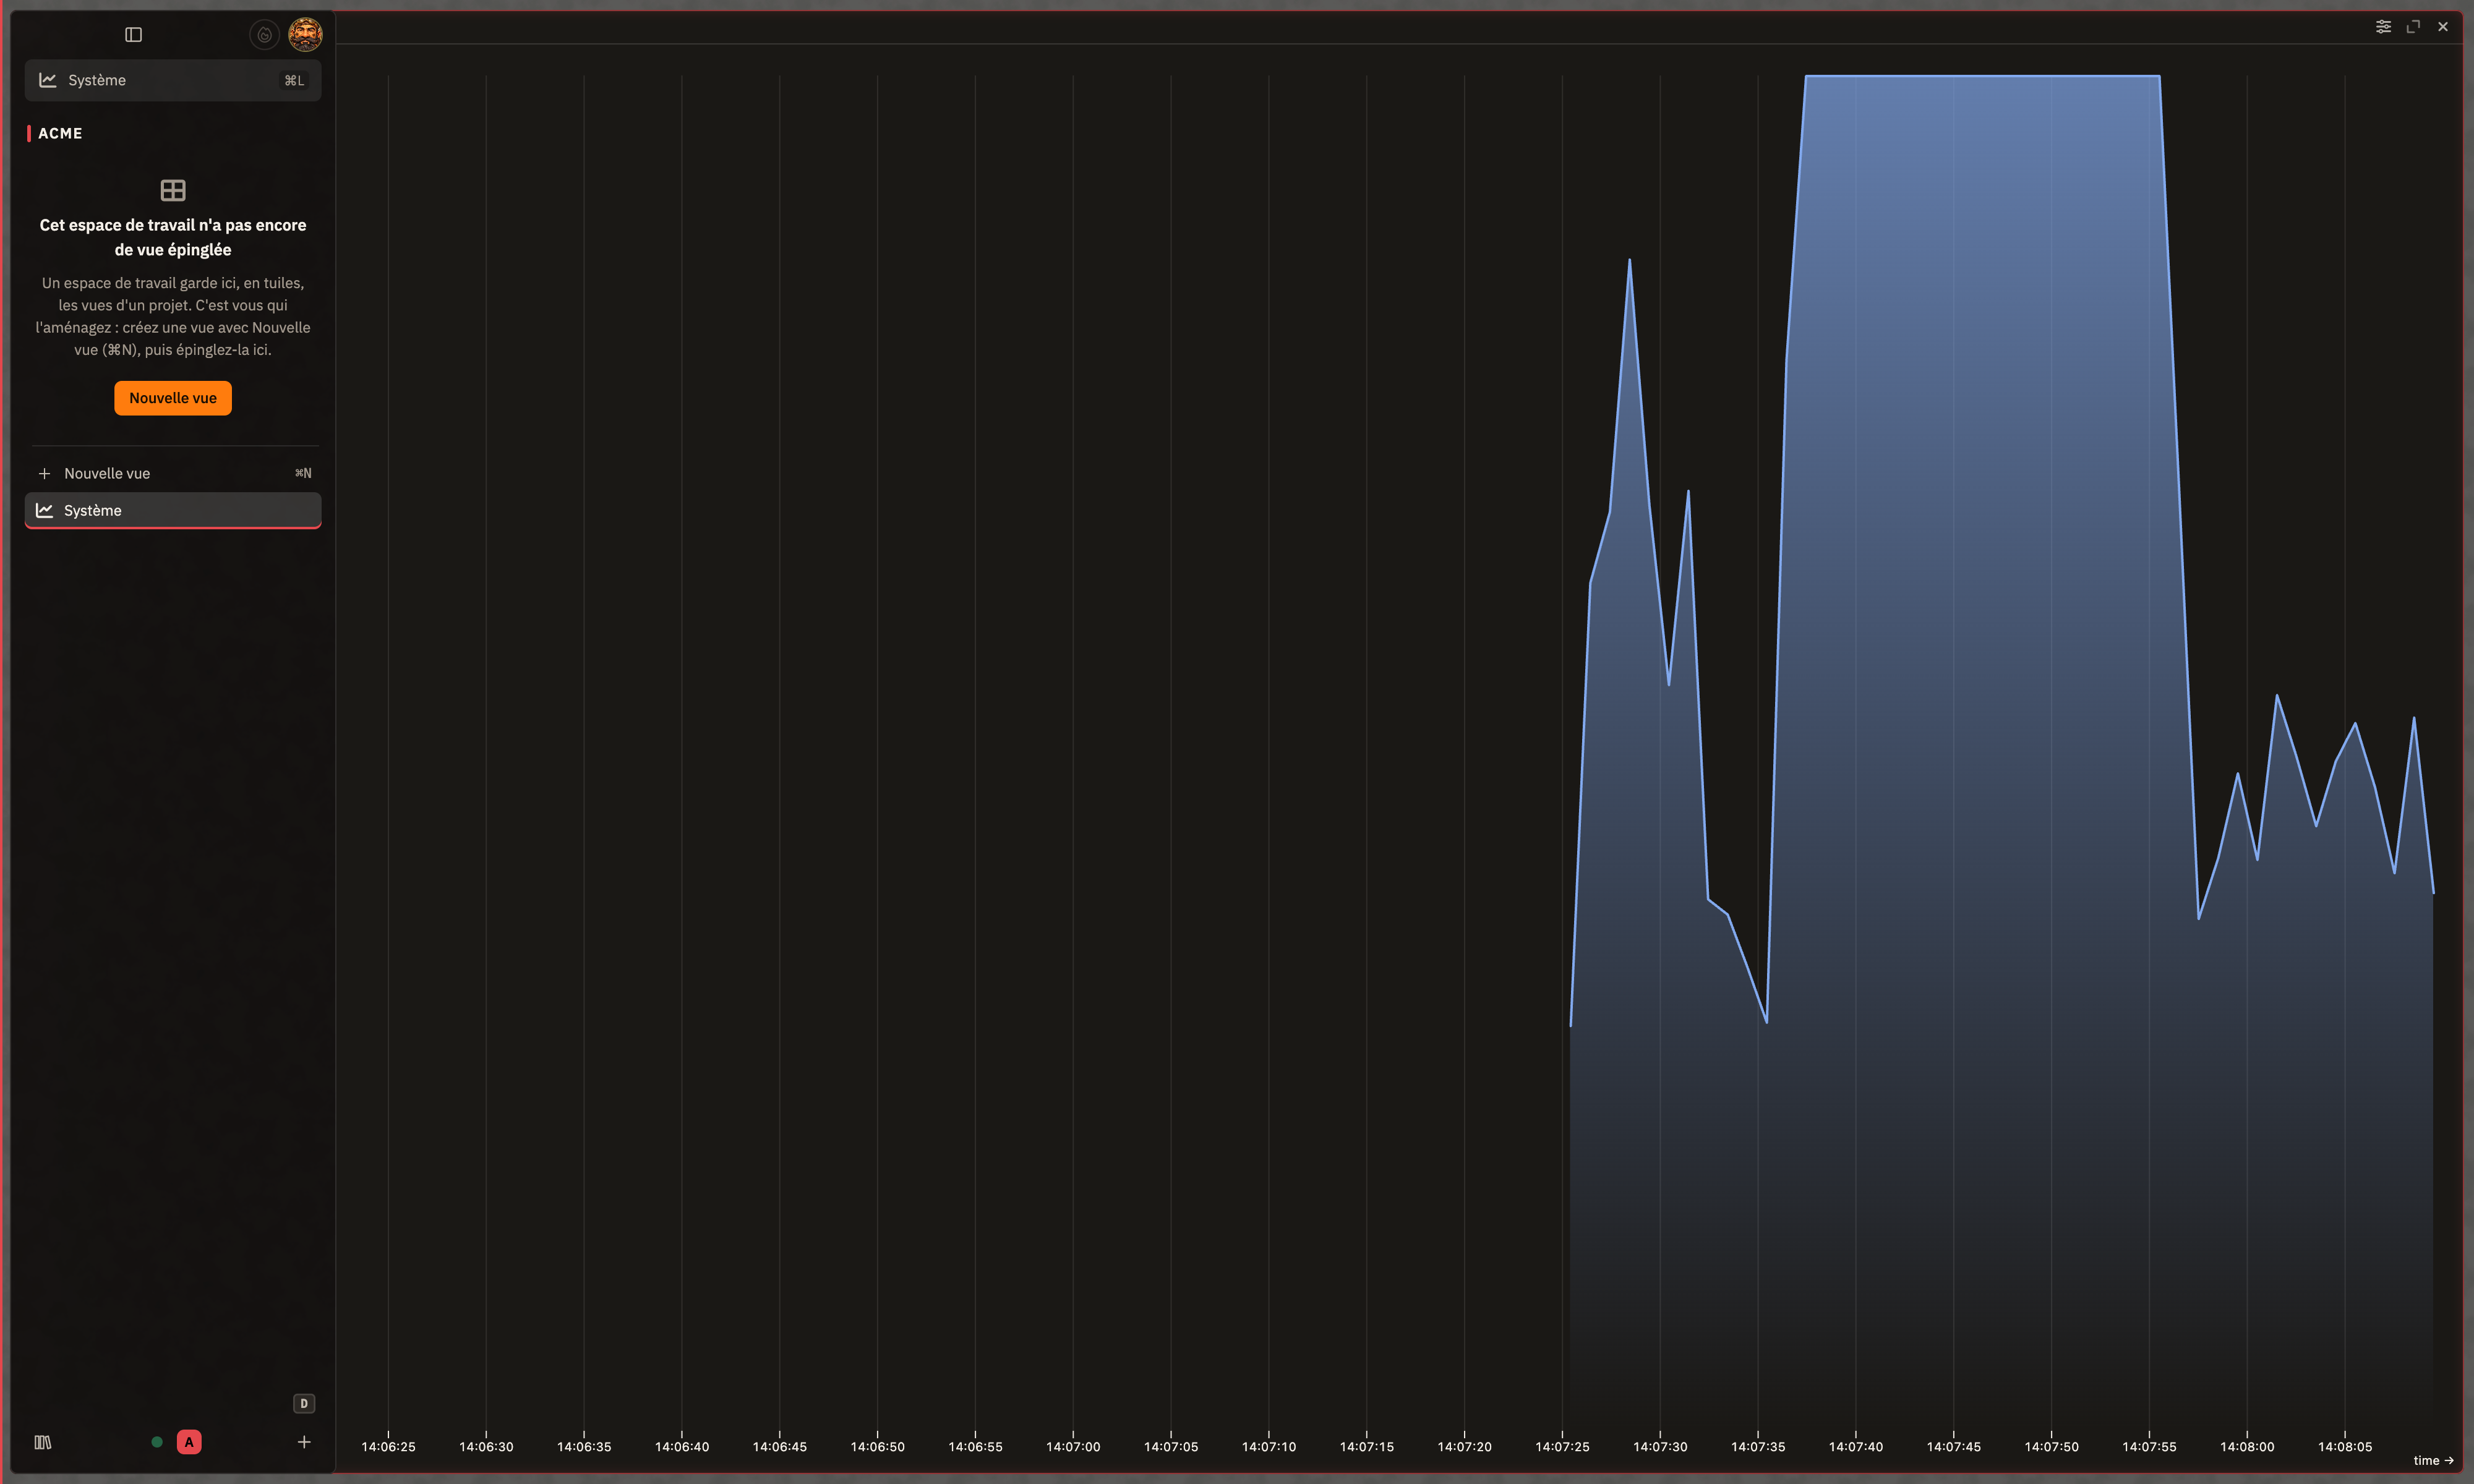 Système ⌘L
ACME
Cet espace de travail n'a pas encore
de vue épinglée
Un espace de travail garde ici, en tuiles,
les vues d'un projet. C'est vous qui
l'aménagez : créez une vue avec Nouvelle
vue (⌘N), puis épinglez-la ici.
Nouvelle vue
Nouvelle vue ⌘N
Système
D
A
14:06:25 14:06:30 14:06:35 14:06:40 14:06:45 14:06:50 14:06:55 14:07:00 14:07:05 14:07:10 14:07:15 14:07:20 14:07:25 14:07:30 14:07:35 14:07:40 14:07:45 14:07:50 14:07:55 14:08:00 14:08:05
time →